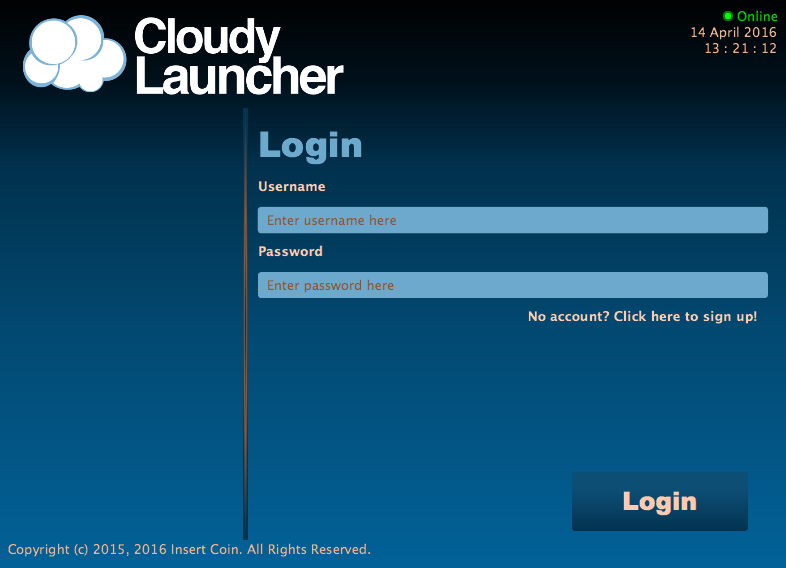 Cloudy
Launcher
Online
14 April 2016
13 : 21 : 12
Login
Username
Enter username here
Password
Enter password here
No account? Click here to sign up!
Login
Copyright (c) 2015, 2016 Insert Coin. All Rights Reserved.